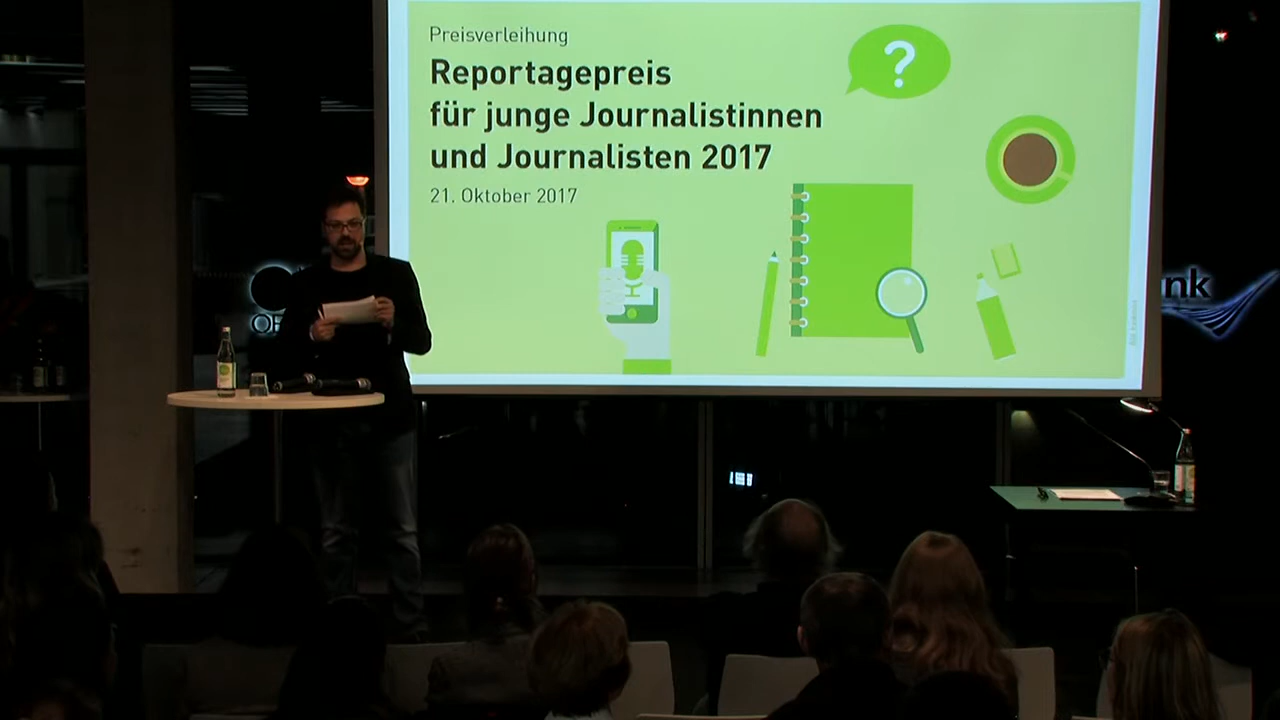 Preisverleihung
Reportagepreis
für junge Journalistinnen
und Journalisten 2017
21. Oktober 2017
?